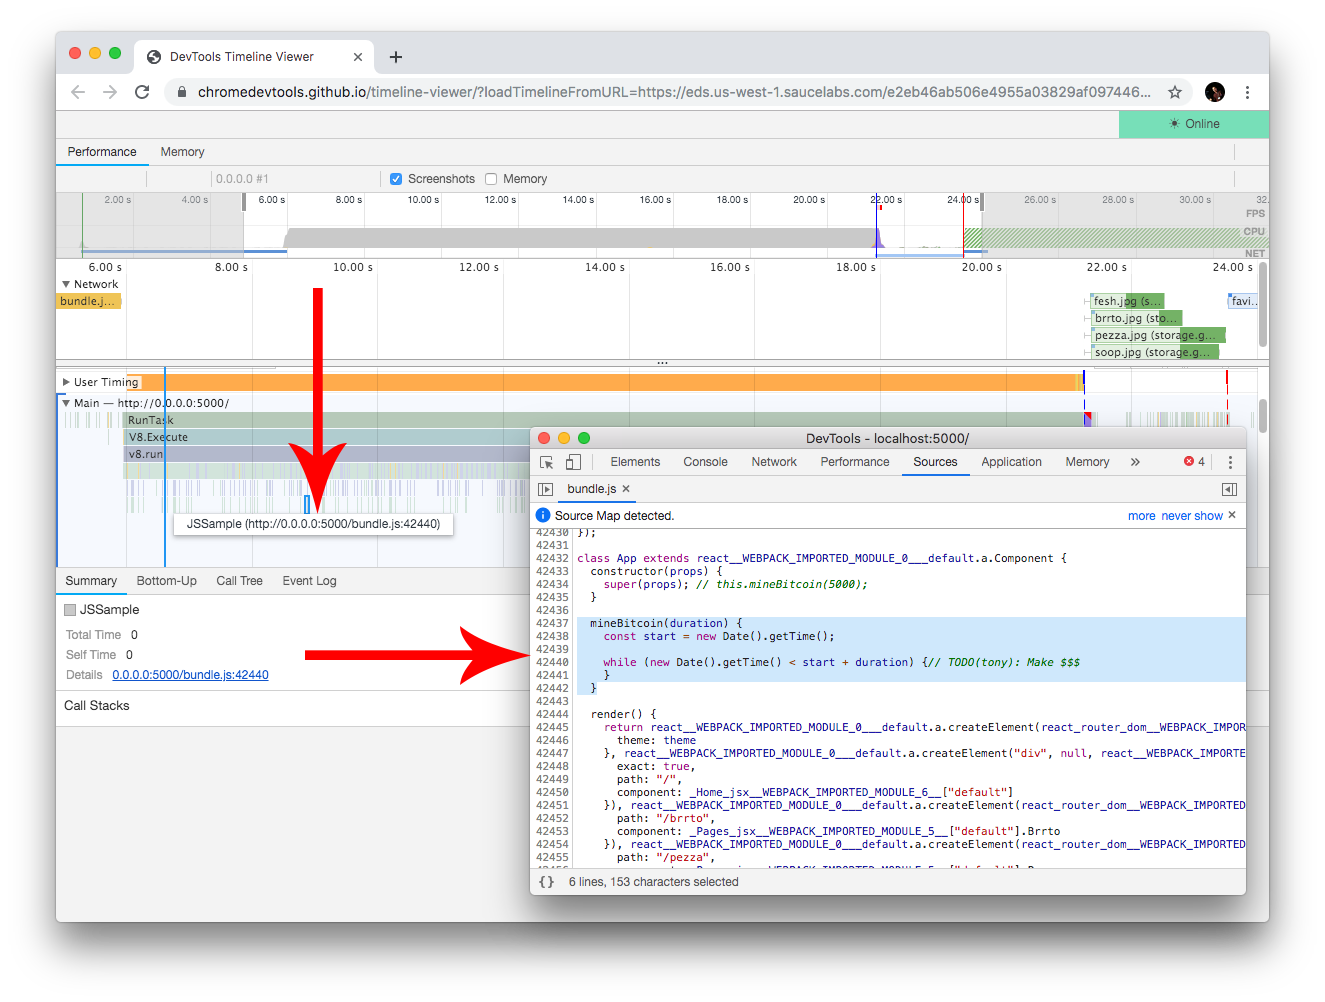 DevTools Timeline Viewer
chromedevtools.github.io/timeline-viewer/?loadTimelineFromURL=https://eds.us-west-1.saucelabs.com/e2eb46ab506e4955a03829af097446...
Online
Performance Memory
0.0.0.0 #1 Screenshots Memory
2.00 s 4.00 s 6.00 s 8.00 s 10.00 s 12.00 s 14.00 s 16.00 s 18.00 s 20.00 s 22.00 s 24.00 s 26.00 s 28.00 s 30.00 s 32.
FPS
CPU
NET
6.00 s 8.00 s 10.00 s 12.00 s 14.00 s 16.00 s 18.00 s 20.00 s 22.00 s 24.00 s
Network
bundle.j... fesh.jpg (s... favi...
brrto.jpg (sto...
pezza.jpg (storage.g...
soop.jpg (storage.g...
User Timing
Main — http://0.0.0.0:5000/
RunTask
V8.Execute
v8.run
JSSample (http://0.0.0.0:5000/bundle.js:42440)
Summary Bottom-Up Call Tree Event Log
JSSample
Total Time 0
Self Time 0
Details 0.0.0.0:5000/bundle.js:42440
Call Stacks
DevTools - localhost:5000/
Elements Console Network Performance Sources Application Memory » 4
bundle.js ×
Source Map detected. more never show ×
42430 });
42431
42432 class App extends react__WEBPACK_IMPORTED_MODULE_0___default.a.Component {
42433 constructor(props) {
42434 super(props); // this.mineBitcoin(5000);
42435 }
42436
42437 mineBitcoin(duration) {
42438 const start = new Date().getTime();
42439
42440 while (new Date().getTime() < start + duration) {// TODO(tony): Make $$$
42441 }
42442 }
42443
42444 render() {
42445 return react__WEBPACK_IMPORTED_MODULE_0___default.a.createElement(react_router_dom__WEBPACK_IMPOR
42446 theme: theme
42447 }, react__WEBPACK_IMPORTED_MODULE_0___default.a.createElement("div", null, react__WEBPACK_IMPORTE
42448 exact: true,
42449 path: "/",
42450 component: _Home_jsx__WEBPACK_IMPORTED_MODULE_6__["default"]
42451 }), react__WEBPACK_IMPORTED_MODULE_0___default.a.createElement(react_router_dom__WEBPACK_IMPORTED
42452 path: "/brrto",
42453 component: _Pages_jsx__WEBPACK_IMPORTED_MODULE_5__["default"].Brrto
42454 }), react__WEBPACK_IMPORTED_MODULE_0___default.a.createElement(react_router_dom__WEBPACK_IMPORTED
42455 path: "/pezza",
{} 6 lines, 153 characters selected